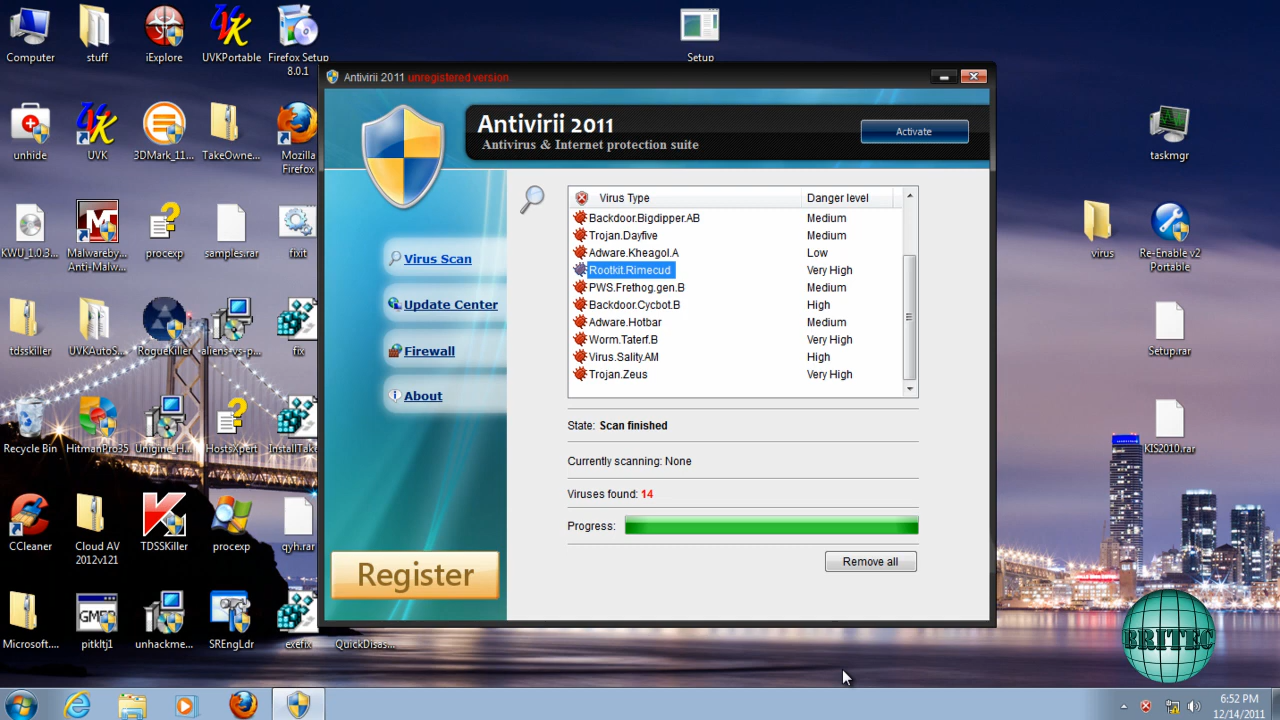 Computer
stuff
iExplore
UVKPortable
Firefox Setup
8.0.1
Setup
unhide
UVK
3DMark_11...
TakeOwne...
Mozilla
Firefox
taskmgr
KWU_1.0.3...
Malwareby...
Anti-Malw...
procexp
samples.rar
fixit
virus
Re-Enable v2
Portable
tdsskiller
UVKAutoS...
RogueKiller
aliens-vs-p...
fix
Setup.rar
Recycle Bin
HitmanPro35
Unigine_H...
HostsXpert
InstallTake...
KIS2010.rar
CCleaner
Cloud AV
2012v121
TDSSKiller
procexp
qyh.rar
Microsoft....
GMER
pitkltj1
unhackme...
SREngLdr
exefix
QuickDisas...
Antivirii 2011 unregistered version
Antivirii 2011
Antivirus & Internet protection suite
Activate
Virus Scan
Update Center
Firewall
About
Register
Virus Type Danger level
Backdoor.Bigdipper.AB Medium
Trojan.Dayfive Medium
Adware.Kheagol.A Low
Rootkit.Rimecud Very High
PWS.Frethog.gen.B Medium
Backdoor.Cycbot.B High
Adware.Hotbar Medium
Worm.Taterf.B Very High
Virus.Sality.AM High
Trojan.Zeus Very High
State: Scan finished
Currently scanning: None
Viruses found: 14
Progress:
Remove all
BRITEC
6:52 PM
12/14/2011